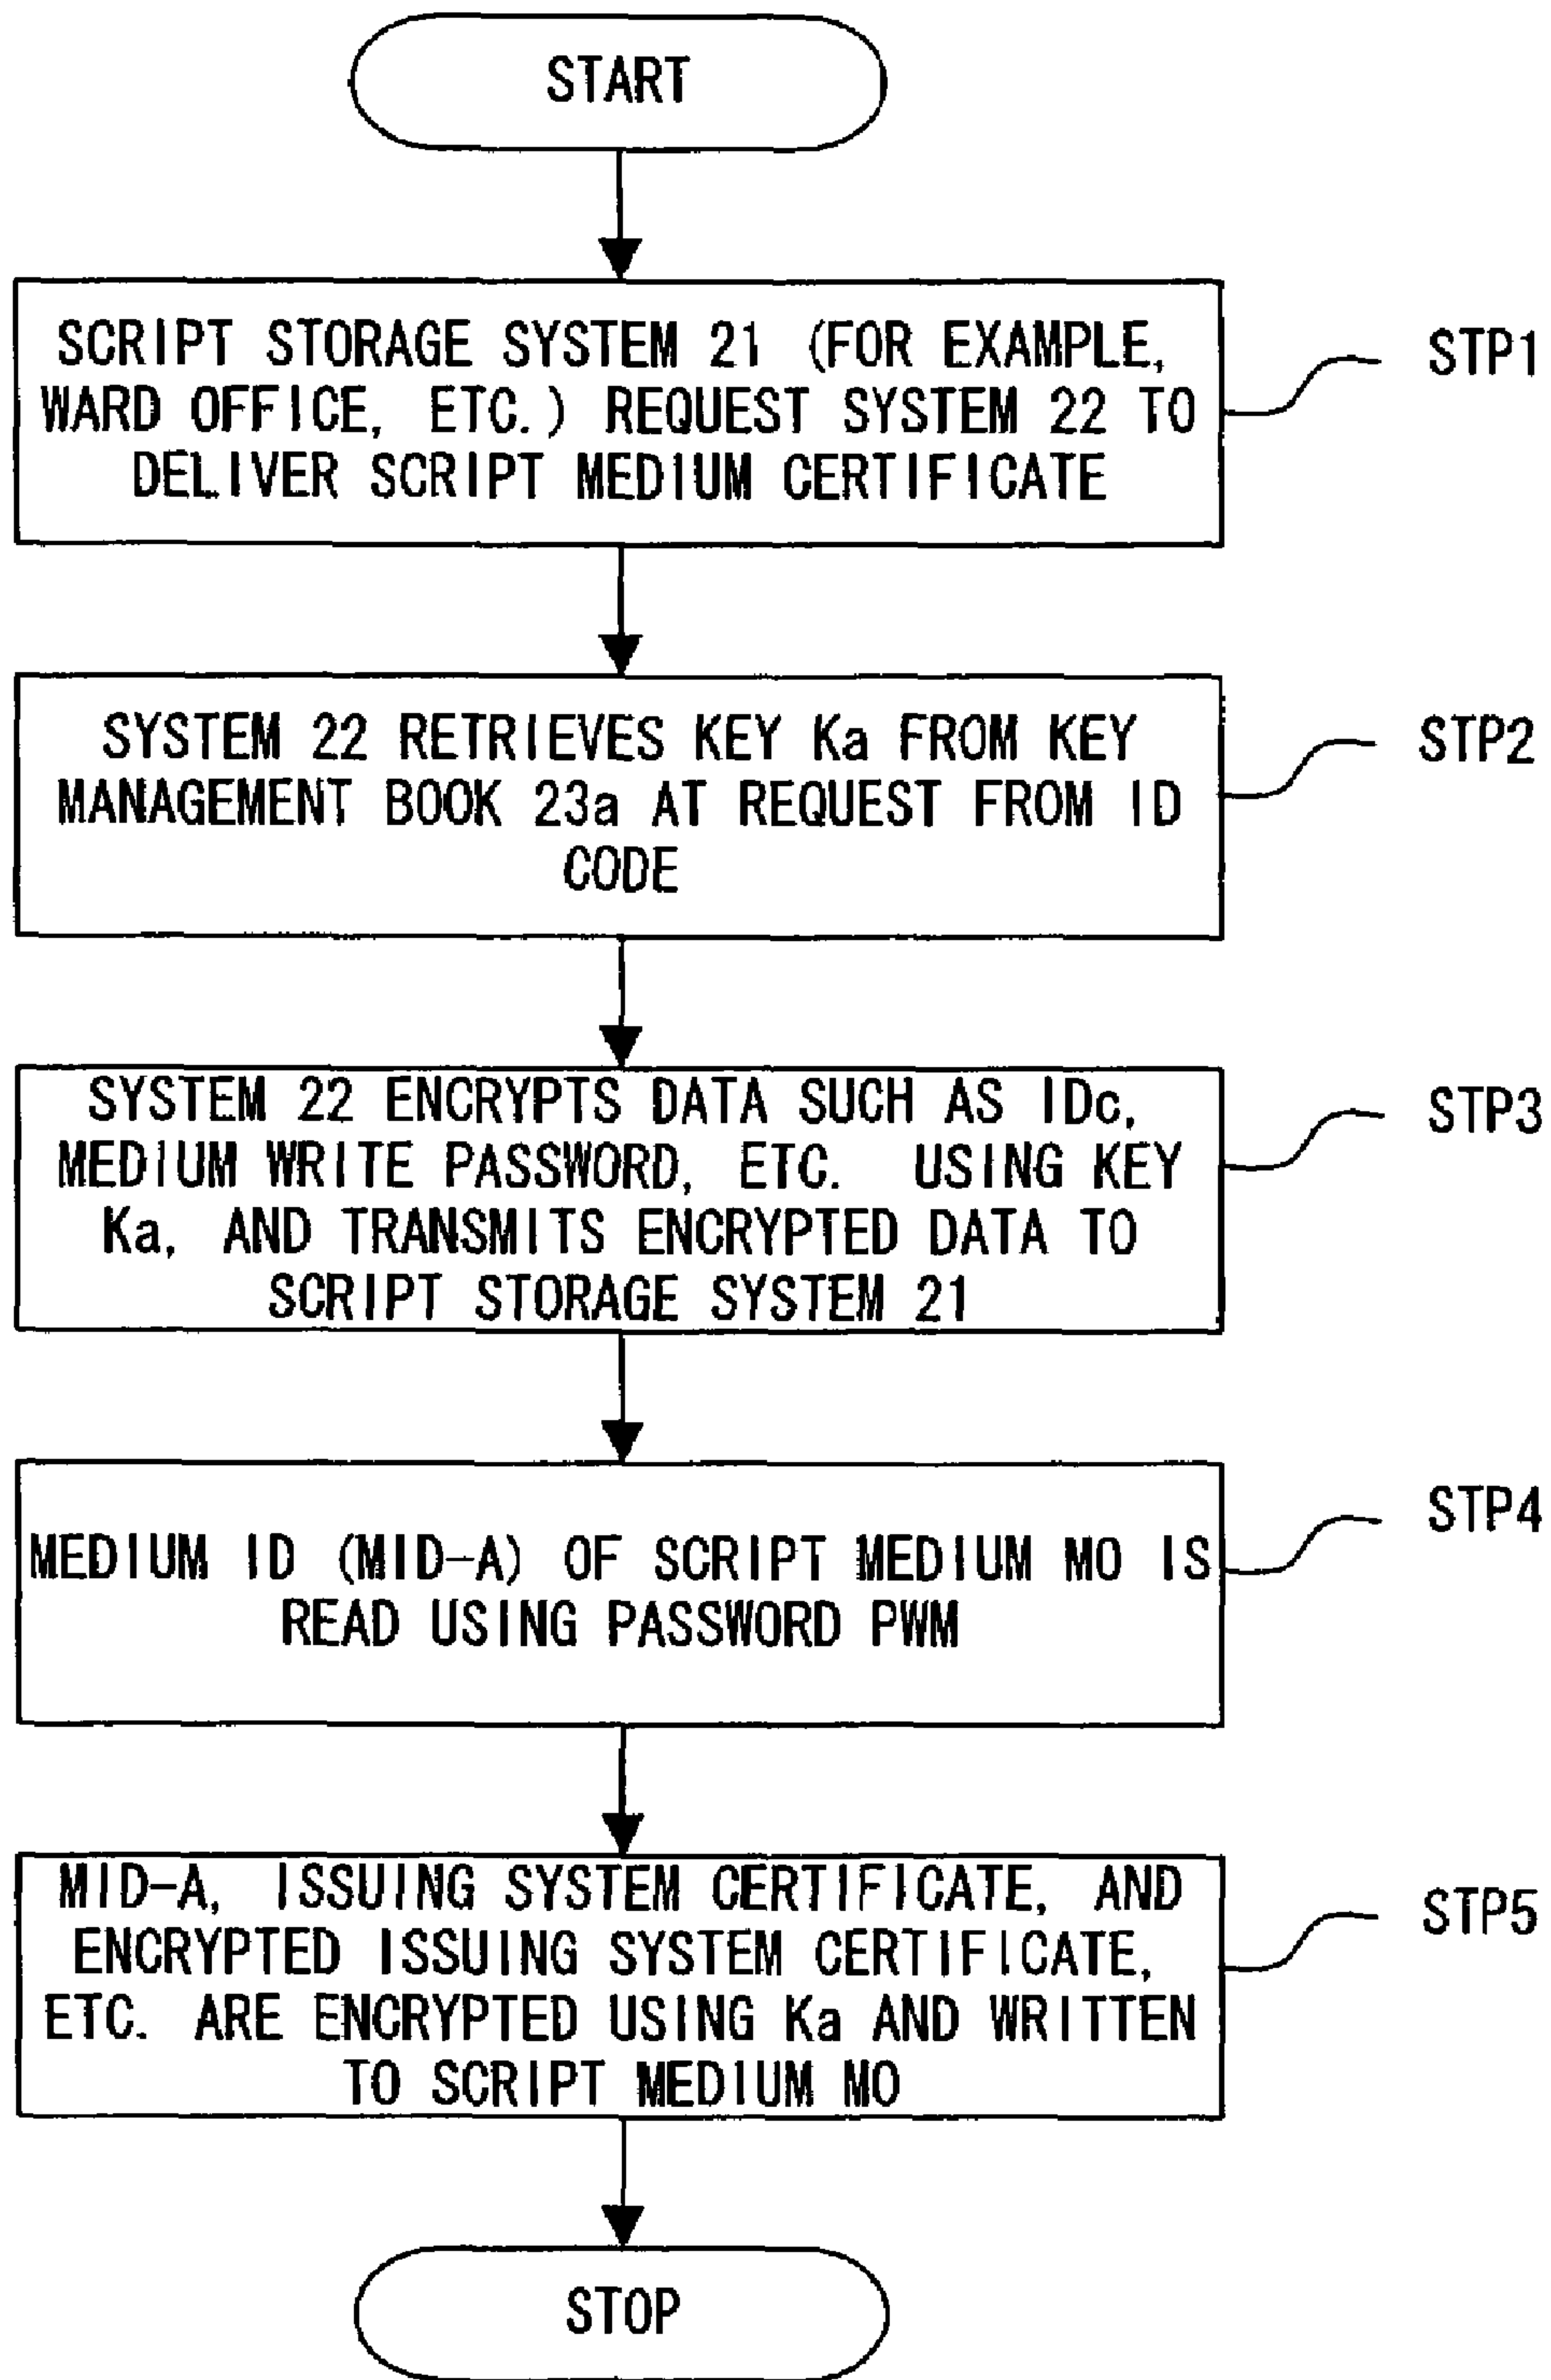 START
SCRIPT STORAGE SYSTEM 21 (FOR EXAMPLE,
WARD OFFICE, ETC.) REQUEST SYSTEM 22 TO
DELIVER SCRIPT MEDIUM CERTIFICATE
STP1
SYSTEM 22 RETRIEVES KEY Ka FROM KEY
MANAGEMENT BOOK 23a AT REQUEST FROM ID
CODE
STP2
SYSTEM 22 ENCRYPTS DATA SUCH AS IDc,
MEDIUM WRITE PASSWORD, ETC. USING KEY
Ka, AND TRANSMITS ENCRYPTED DATA TO
SCRIPT STORAGE SYSTEM 21
STP3
MEDIUM ID (MID-A) OF SCRIPT MEDIUM MO IS
READ USING PASSWORD PWM
STP4
MID-A, ISSUING SYSTEM CERTIFICATE, AND
ENCRYPTED ISSUING SYSTEM CERTIFICATE,
ETC. ARE ENCRYPTED USING Ka AND WRITTEN
TO SCRIPT MEDIUM MO
STP5
STOP